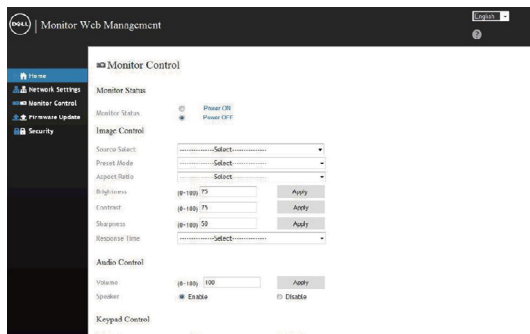 DELL | Monitor Web Management
English
?
Home
Network Settings
Monitor Control
Firmware Update
Security
Monitor Control
Monitor Status
Monitor Status
Power ON
Power OFF
Image Control
Source Select ---------------Select---------------
Preset Mode ---------------Select---------------
Aspect Ratio ---------------Select---------------
Brightness (0~100) 75 Apply
Contrast (0~100) 75 Apply
Sharpness (0~100) 50 Apply
Response Time ---------------Select---------------
Audio Control
Volume (0~100) 100 Apply
Speaker Enable Disable
Keypad Control